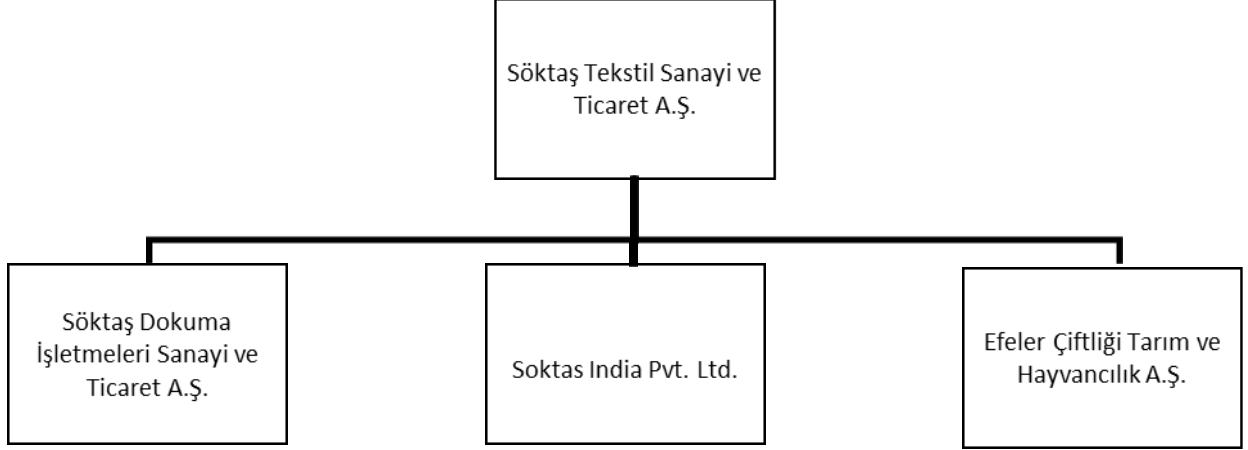 Söktaş Tekstil Sanayi ve
Ticaret A.Ş.
Söktaş Dokuma
İşletmeleri Sanayi ve
Ticaret A.Ş.
Soktas India Pvt. Ltd.
Efeler Çiftliği Tarım ve
Hayvancılık A.Ş.